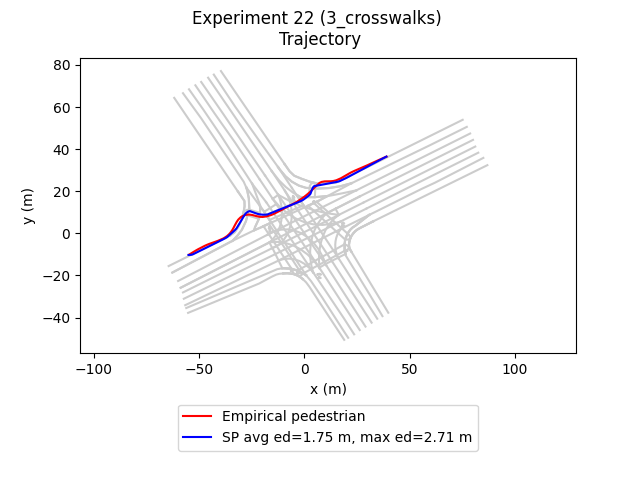 Experiment 22 (3_crosswalks)
Trajectory
80
60
40
20
0
−20
−40
y (m)
−100
−50
0
50
100
x (m)
Empirical pedestrian
SP avg ed=1.75 m, max ed=2.71 m